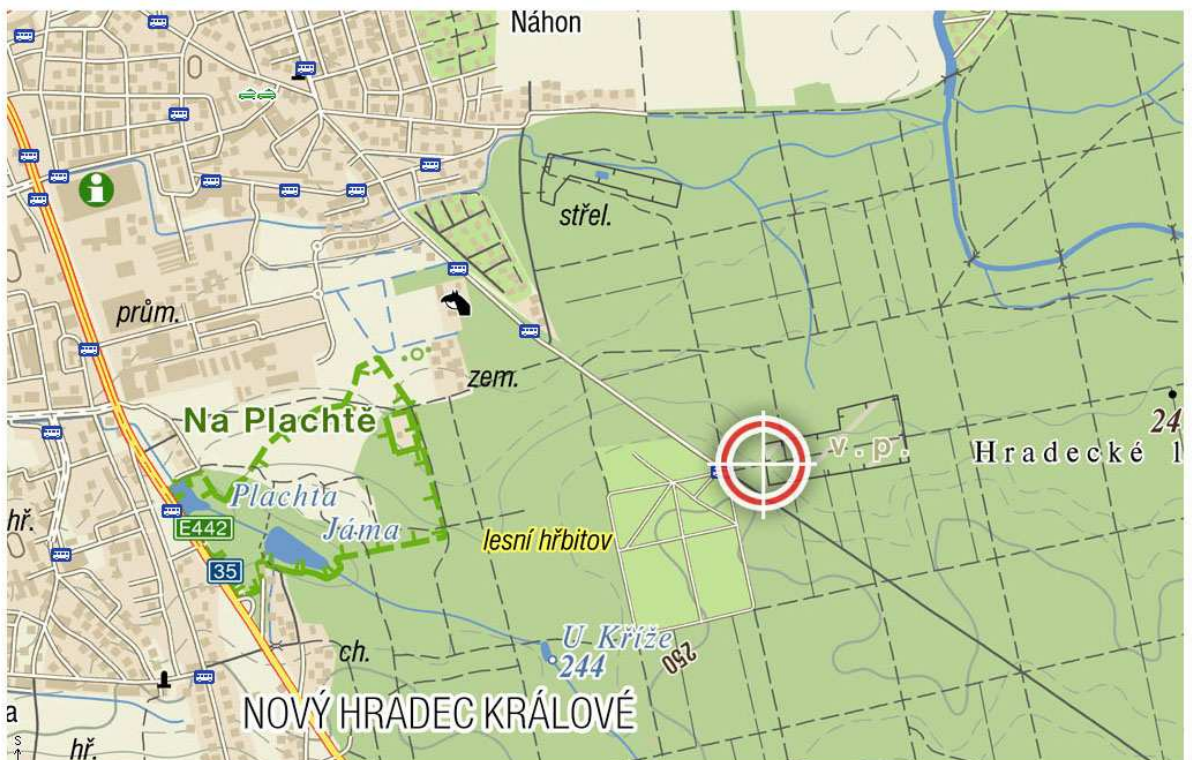 Náhon
střel.
prům.
zem.
Na Plachtě
24
v. p.
Hradecké l
Plachta
hř.
E442
Jáma
lesní hřbitov
35
U Kříže
ch.
244
250
NOVÝ HRADEC KRÁLOVÉ
a
S
hř.